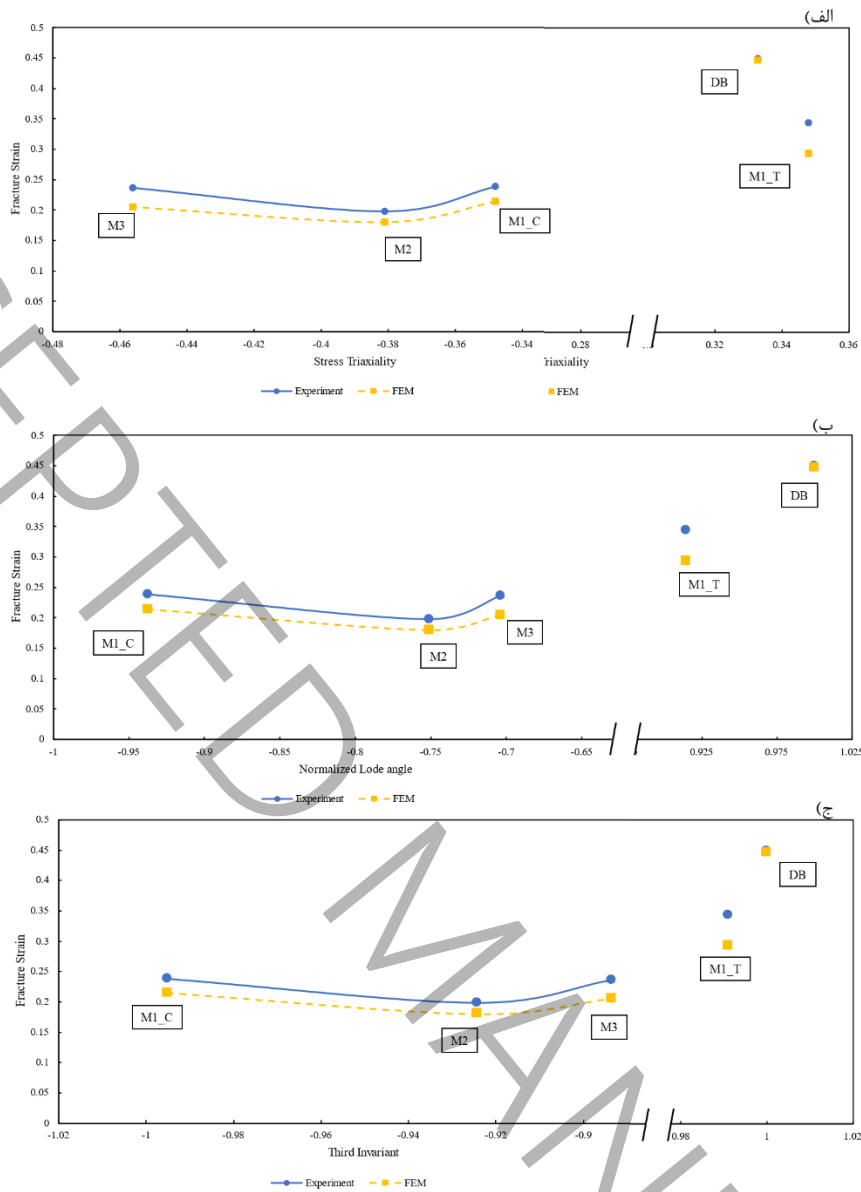 الف)
0.5
0.45
0.4
0.35
0.3
0.25
0.2
0.15
0.1
0.05
0
Fracture Strain
DB
M1_T
M3
M2
M1_C
-0.48 -0.46 -0.44 -0.42 -0.4 -0.38 -0.36 -0.34 0.28 0.32 0.34 0.36
Stress Triaxiality riaxiality
Experiment FEM FEM
ب)
0.5
0.45
0.4
0.35
0.3
0.25
0.2
0.15
0.1
0.05
0
Fracture Strain
DB
M1_T
M1_C
M2
M3
-1 -0.95 -0.9 -0.85 -0.8 -0.75 -0.7 -0.65 0.925 0.975 1.025
Normalized Lode angle
Experiment FEM
ج)
0.5
0.45
0.4
0.35
0.3
0.25
0.2
0.15
0.1
0.05
0
Fracture Strain
DB
M1_T
M1_C
M2
M3
-1.02 -1 -0.98 -0.96 -0.94 -0.92 -0.9 0.98 1 1.02
Third Invariant
Experiment FEM